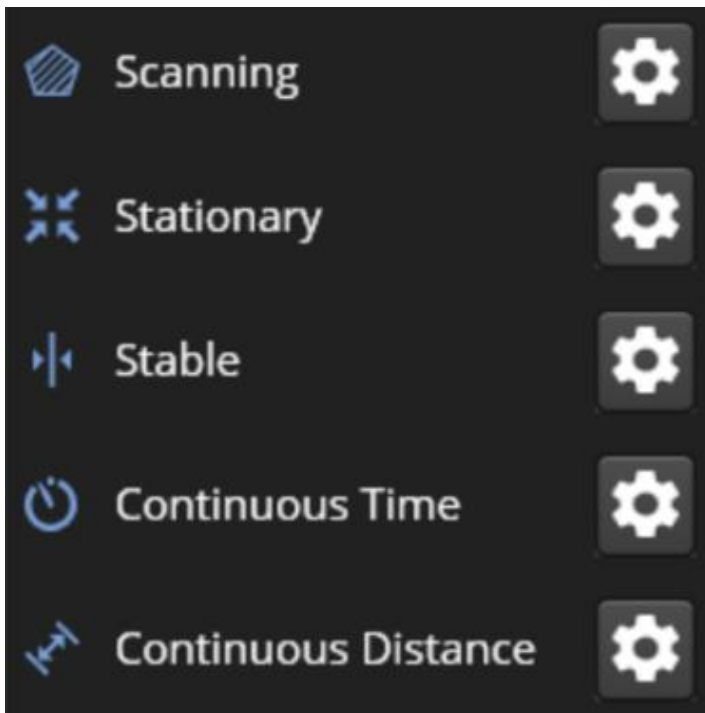 Scanning
Stationary
Stable
Continuous Time
Continuous Distance